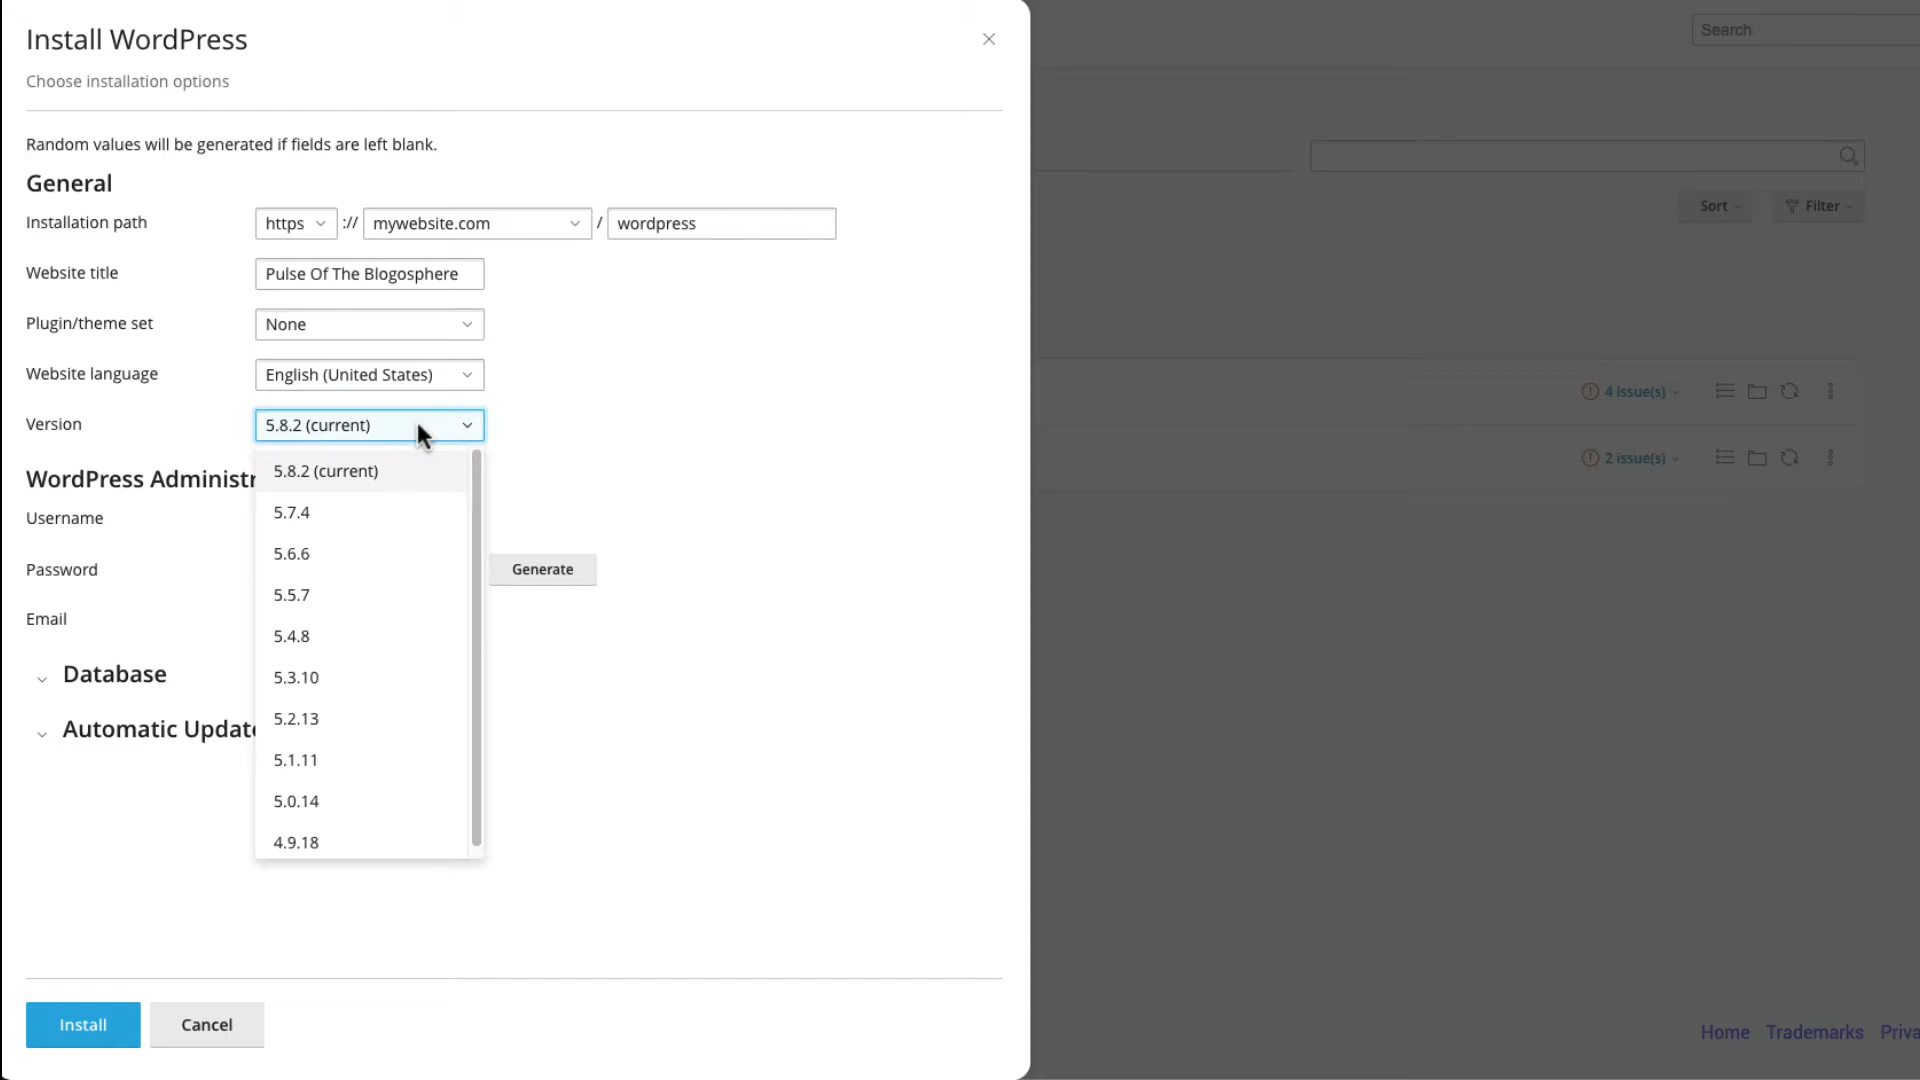 Install WordPress
Choose installation options
Random values will be generated if fields are left blank.
General
Installation path https :// mywebsite.com / wordpress
Website title Pulse Of The Blogosphere
Plugin/theme set None
Website language English (United States)
Version 5.8.2 (current)
5.8.2 (current)
5.7.4
5.6.6
5.5.7
5.4.8
5.3.10
5.2.13
5.1.11
5.0.14
4.9.18
WordPress Administr
Username
Password Generate
Email
Database
Automatic Update
Install Cancel
Search
Sort Filter
4 issue(s)
2 issue(s)
Home Trademarks Priva